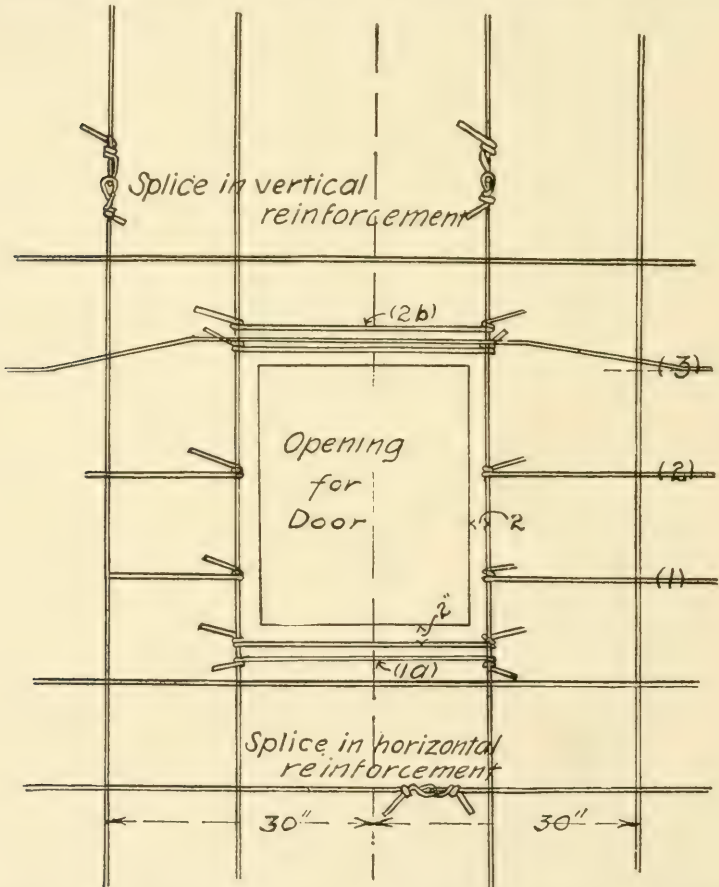 Splice in vertical
reinforcement
(2b)
(3)
Opening
for
Door
(2)
2
(1)
2"
(1a)
Splice in horizontal
reinforcement
30"
30"